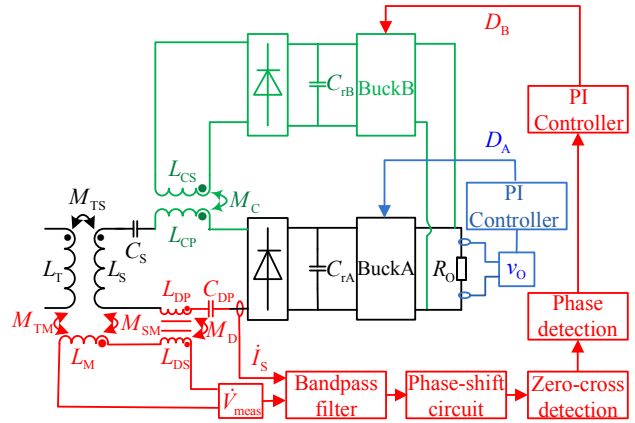 D_B
C_rB
BuckB
PI
Controller
L_CS
M_C
L_CP
D_A
PI
Controller
M_TS
C_S
L_T
L_S
C_rA
BuckA
R_O
v_O
L_DP
C_DP
M_TM
M_SM
M_D
L_M
L_DS
İ_S
V̇_meas
Bandpass
filter
Phase-shift
circuit
Zero-cross
detection
Phase
detection
PI
Controller